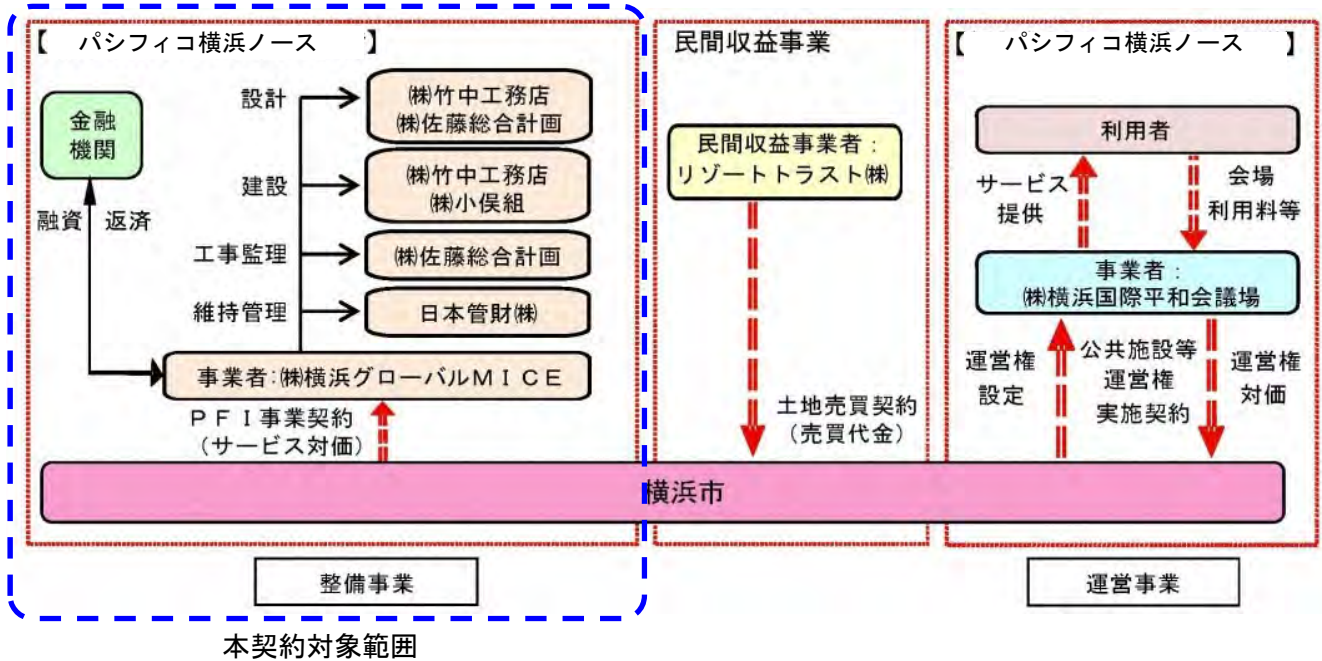 【 パシフィコ横浜ノース 】
金融
機関
融資 返済
設計
㈱竹中工務店
㈱佐藤総合計画
建設
㈱竹中工務店
㈱小俣組
工事監理
㈱佐藤総合計画
維持管理
日本管財㈱
事業者:㈱横浜グローバルＭＩＣＥ
ＰＦＩ事業契約
（サービス対価）
民間収益事業
民間収益事業者：
リゾートトラスト㈱
土地売買契約
（売買代金）
【 パシフィコ横浜ノース 】
利用者
サービス
提供
会場
利用料等
事業者：
㈱横浜国際平和会議場
運営権
設定
公共施設等
運営権
実施契約
運営権
対価
横浜市
整備事業
運営事業
本契約対象範囲